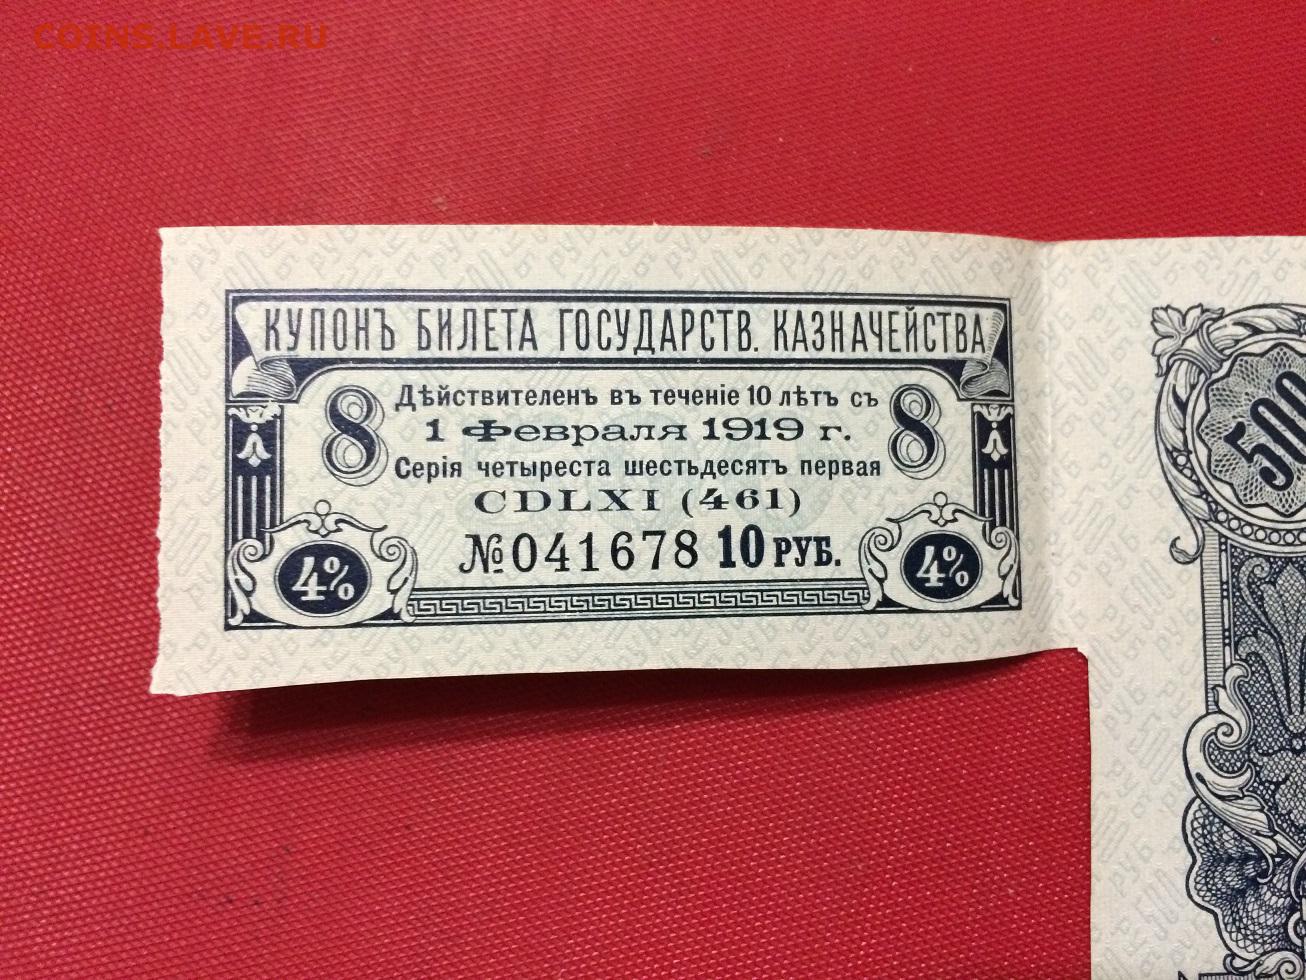 COINS.LAVE.RU
КУПОНЪ БИЛЕТА ГОСУДАРСТВ. КАЗНАЧЕЙСТВА
8 Дѣйствителенъ въ теченіе 10 лѣтъ съ 8
1 Февраля 1919 г.
Серія четыреста шестьдесятъ первая
CDLXI (461)
№041678 10 РУБ.
4% 4%
500